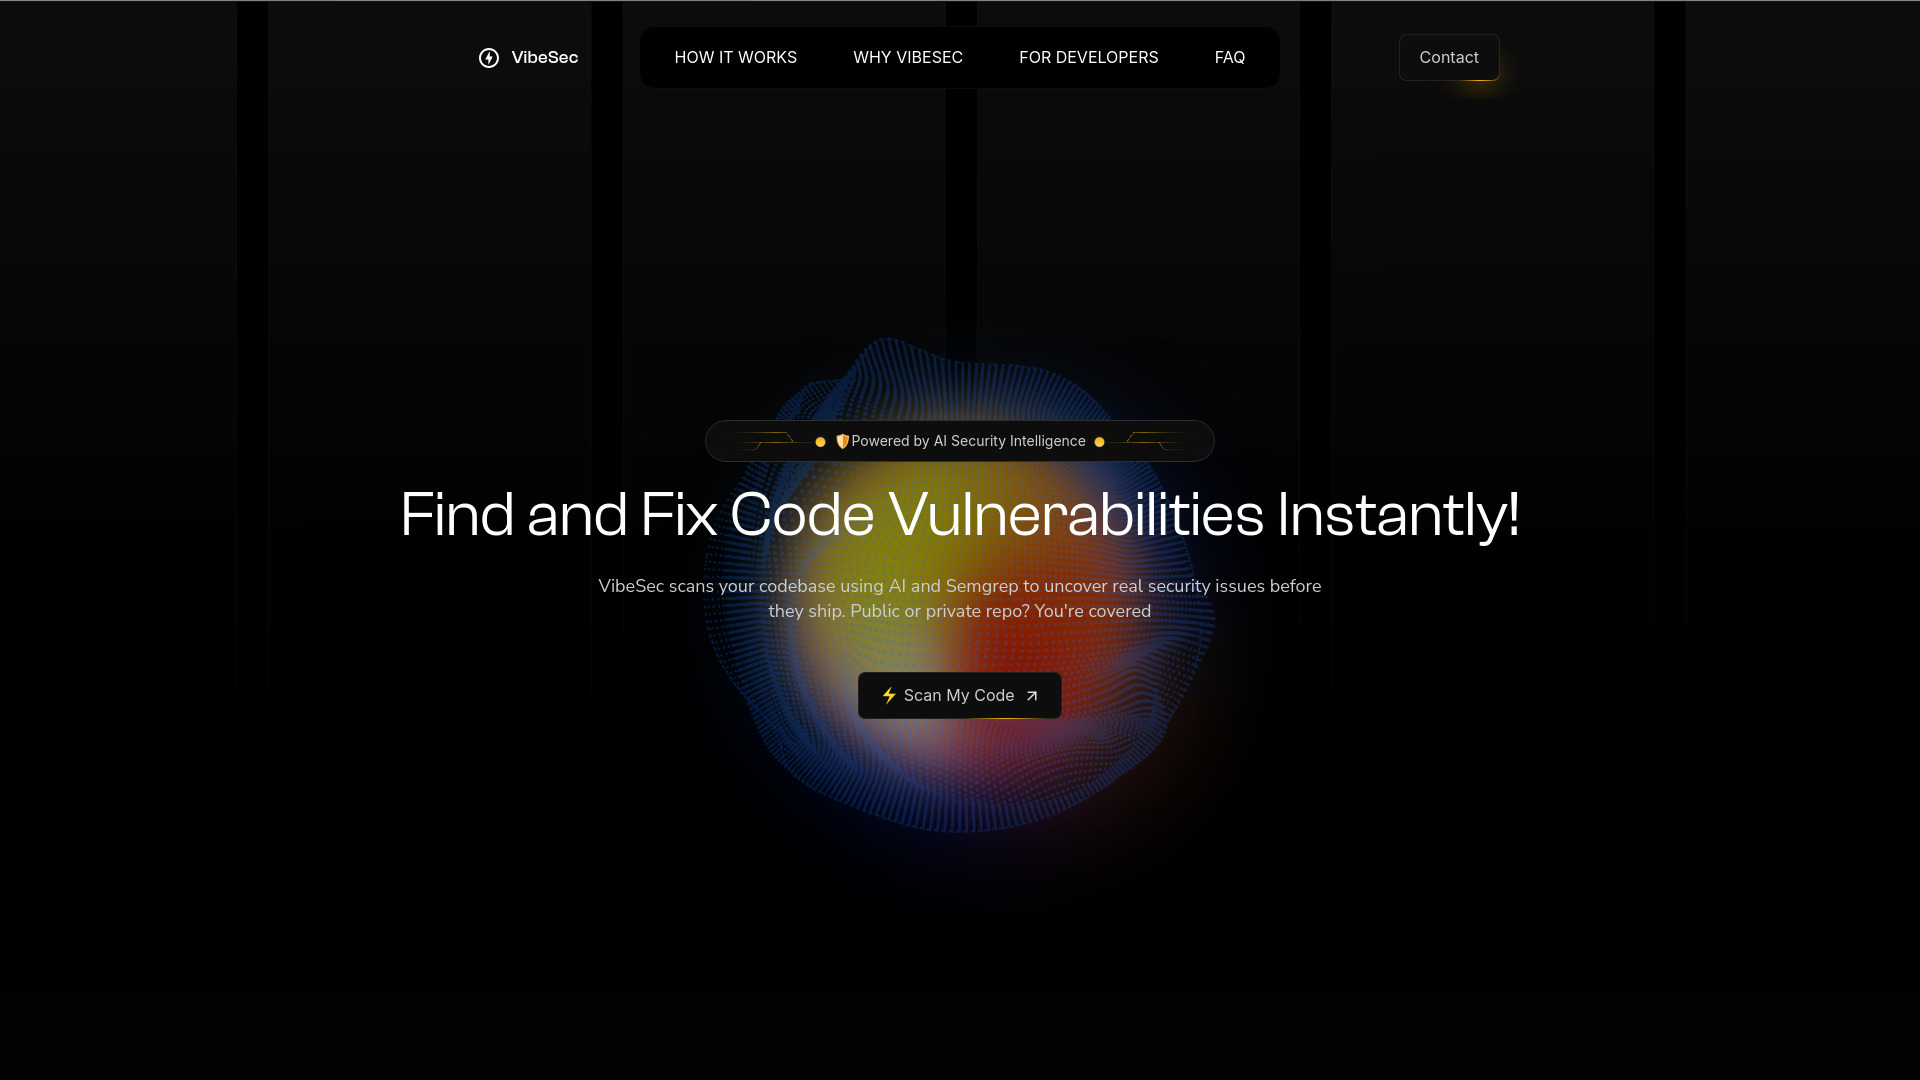 VibeSec
HOW IT WORKS
WHY VIBESEC
FOR DEVELOPERS
FAQ
Contact
Powered by AI Security Intelligence
Find and Fix Code Vulnerabilities Instantly!
VibeSec scans your codebase using AI and Semgrep to uncover real security issues before
they ship. Public or private repo? You're covered
Scan My Code